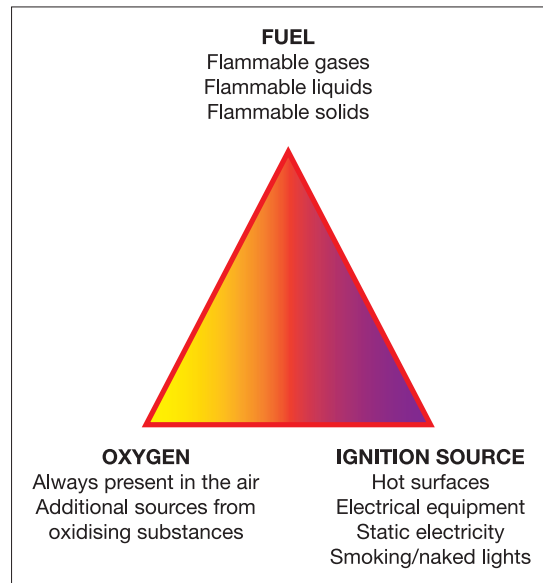 FUEL
Flammable gases
Flammable liquids
Flammable solids
OXYGEN
Always present in the air
Additional sources from
oxidising substances
IGNITION SOURCE
Hot surfaces
Electrical equipment
Static electricity
Smoking/naked lights